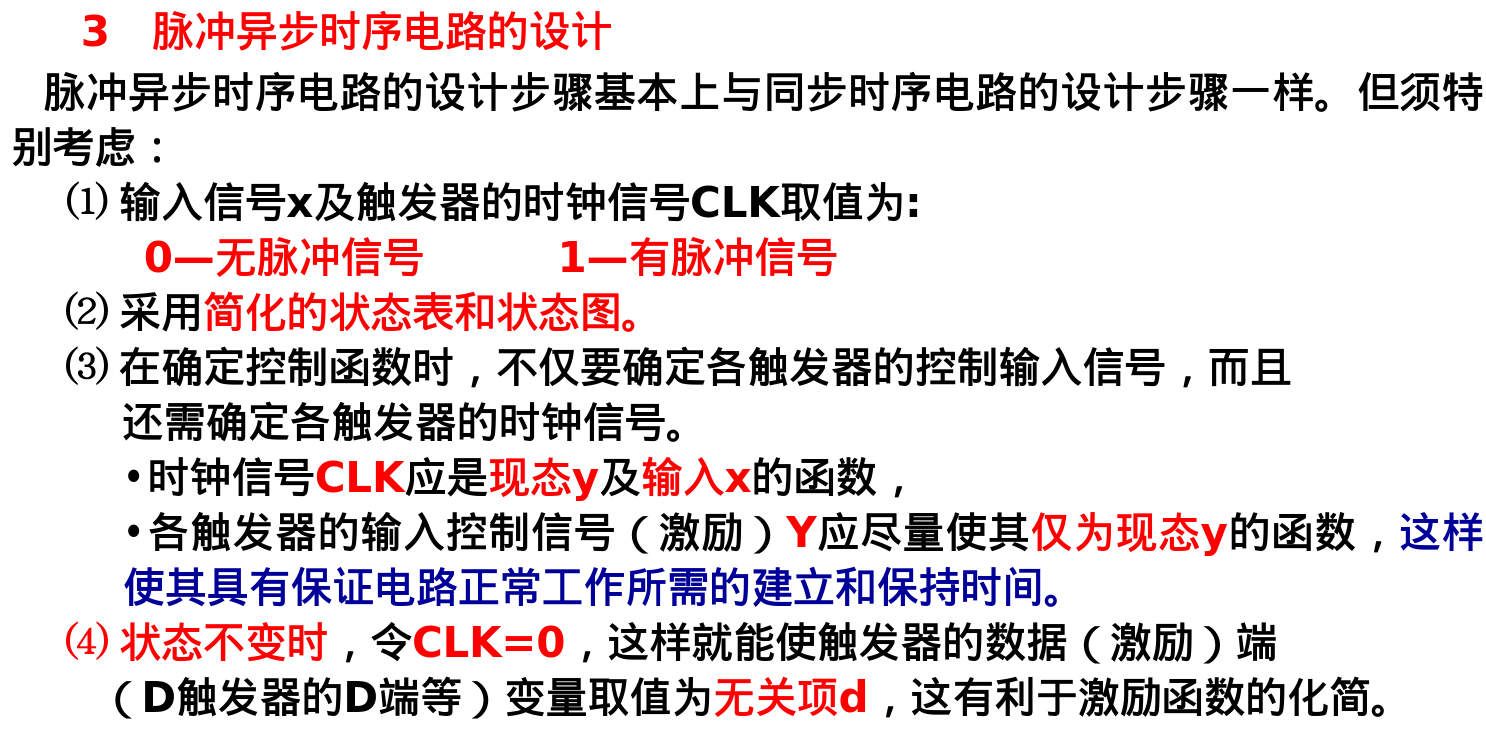 3 脉冲异步时序电路的设计
脉冲异步时序电路的设计步骤基本上与同步时序电路的设计步骤一样。但须特
别考虑：
⑴ 输入信号x及触发器的时钟信号CLK取值为:
0—无脉冲信号 1—有脉冲信号
⑵ 采用简化的状态表和状态图。
⑶ 在确定控制函数时，不仅要确定各触发器的控制输入信号，而且
还需确定各触发器的时钟信号。
•时钟信号CLK应是现态y及输入x的函数，
•各触发器的输入控制信号（激励）Y应尽量使其仅为现态y的函数，这样
使其具有保证电路正常工作所需的建立和保持时间。
⑷ 状态不变时，令CLK=0，这样就能使触发器的数据（激励）端
（D触发器的D端等）变量取值为无关项d，这有利于激励函数的化简。